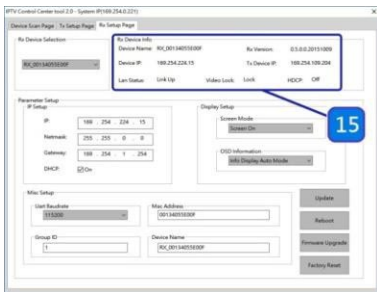 IPTV Control Center tool 2.0 - System IP(169.254.0.221)
Device Scan Page Tx Setup Page Rx Setup Page
Rx Device Selection
RX_00134055E00F
Rx Device Info
Device Name RX_00134055E00F Rx Version 0.5.0.0.20151009
Device IP: 169.254.224.15 Tx Device IP: 169.254.109.204
Lan Status Link Up Video Lock: Lock HDCP Off
15
Parameter Setup
IP Setup
IP: 169 . 254 . 224 . 15
Netmask: 255 . 255 . 0 . 0
Gateway: 169 . 254 . 1 . 254
DHCP: On
Display Setup
Screen Mode
Screen On
OSD Information
Info Display Auto Mode
Misc Setup
Uart Baudrate
115200
Mac Address
00134055E00F
Group ID
1
Device Name
RX_00134055E00F
Update
Reboot
Firmware Upgrade
Factory Reset